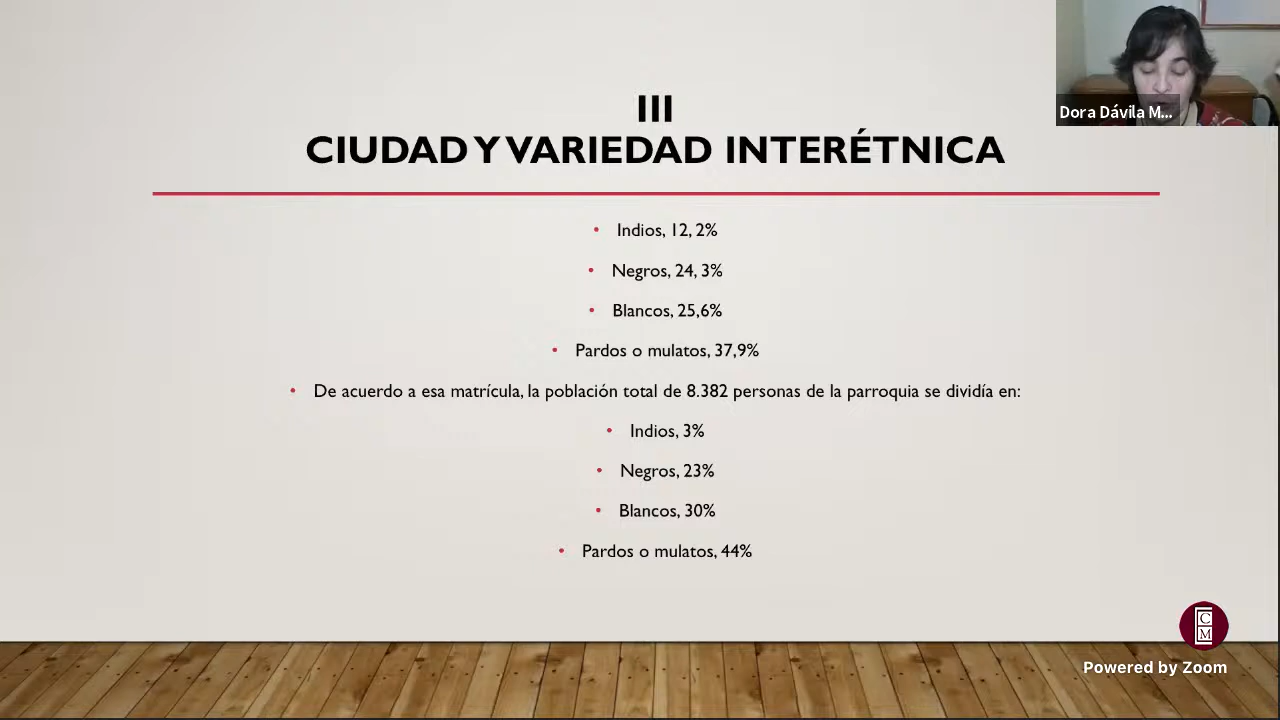 III
CIUDAD Y VARIEDAD INTERÉTNICA
Dora Dávila M...
• Indios, 12, 2%
• Negros, 24, 3%
• Blancos, 25,6%
• Pardos o mulatos, 37,9%
• De acuerdo a esa matrícula, la población total de 8.382 personas de la parroquia se dividía en:
• Indios, 3%
• Negros, 23%
• Blancos, 30%
• Pardos o mulatos, 44%
C
M
Powered by Zoom